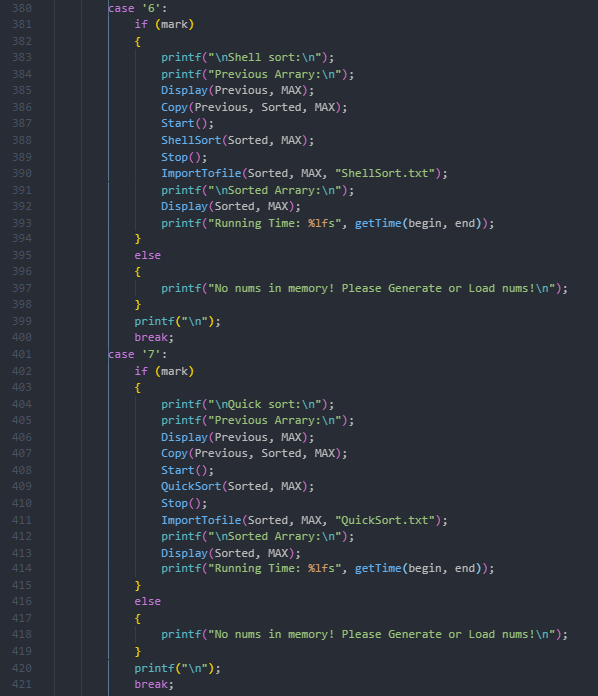 380 case '6':
381 if (mark)
382 {
383 printf("\nShell sort:\n");
384 printf("Previous Arrary:\n");
385 Display(Previous, MAX);
386 Copy(Previous, Sorted, MAX);
387 Start();
388 ShellSort(Sorted, MAX);
389 Stop();
390 ImportTofile(Sorted, MAX, "ShellSort.txt");
391 printf("\nSorted Arrary:\n");
392 Display(Sorted, MAX);
393 printf("Running Time: %lfs", getTime(begin, end));
394 }
395 else
396 {
397 printf("No nums in memory! Please Generate or Load nums!\n");
398 }
399 printf("\n");
400 break;
401 case '7':
402 if (mark)
403 {
404 printf("\nQuick sort:\n");
405 printf("Previous Arrary:\n");
406 Display(Previous, MAX);
407 Copy(Previous, Sorted, MAX);
408 Start();
409 QuickSort(Sorted, MAX);
410 Stop();
411 ImportTofile(Sorted, MAX, "QuickSort.txt");
412 printf("\nSorted Arrary:\n");
413 Display(Sorted, MAX);
414 printf("Running Time: %lfs", getTime(begin, end));
415 }
416 else
417 {
418 printf("No nums in memory! Please Generate or Load nums!\n");
419 }
420 printf("\n");
421 break;